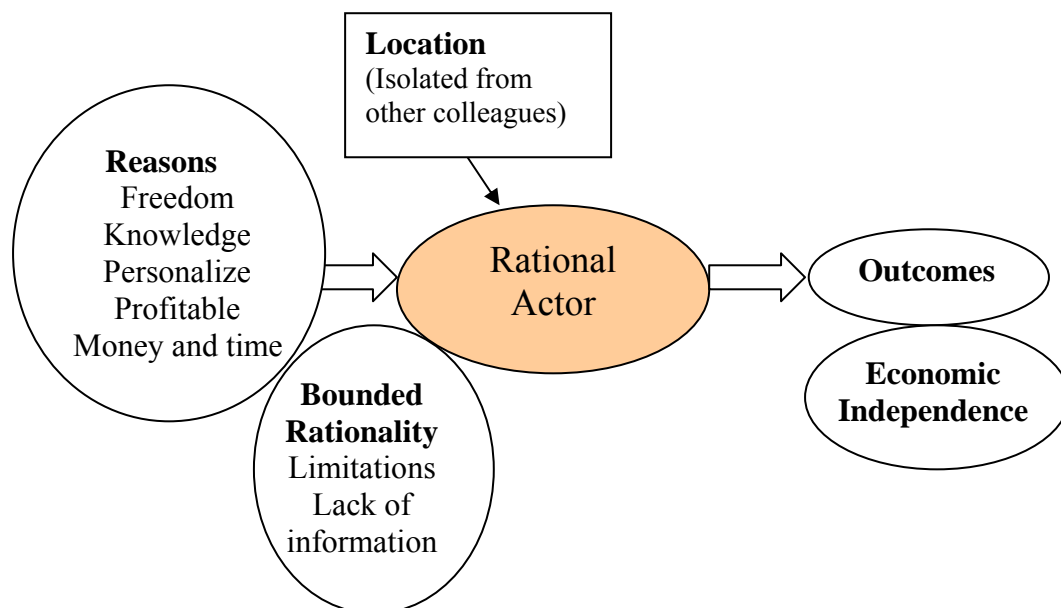 Location
(Isolated from
other colleagues)
Reasons
Freedom
Knowledge
Personalize
Profitable
Money and time
Rational
Actor
Outcomes
Economic
Independence
Bounded
Rationality
Limitations
Lack of
information